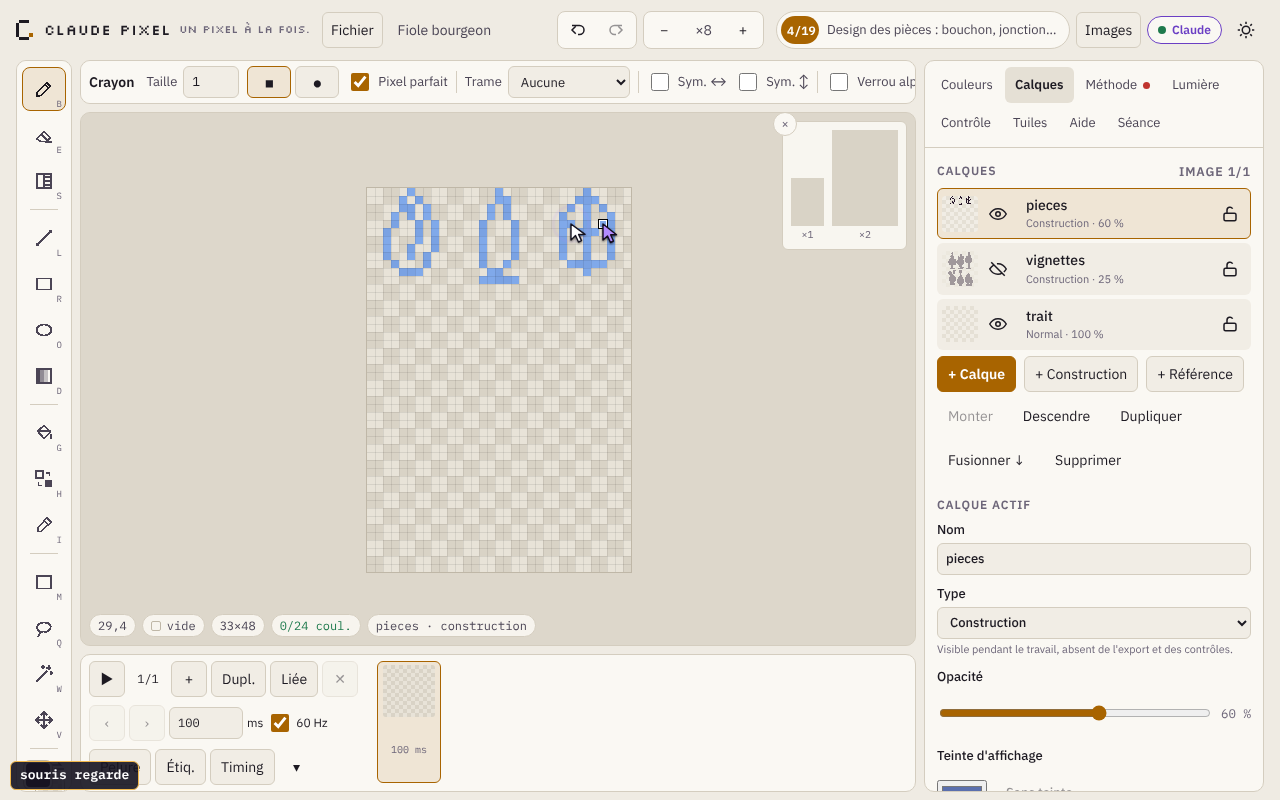 CLAUDE PIXEL UN PIXEL À LA FOIS. Fichier Fiole bourgeon − ×8 + 4/19 Design des pièces : bouchon, jonction… Images Claude
Crayon Taille 1 ■ ● Pixel parfait Trame Aucune Sym. ↔ Sym. ↕ Verrou alp
B
E
S
L
R
O
D
G
H
I
M
Q
W
V
×
×1 ×2
29,4 vide 33×48 0/24 coul. pieces · construction
▶ 1/1 + Dupl. Liée ×
‹ › 100 ms 60 Hz
100 ms
Étiq. Timing ▼
souris regarde
Couleurs Calques Méthode Lumière
Contrôle Tuiles Aide Séance
CALQUES IMAGE 1/1
pieces
Construction · 60 %
vignettes
Construction · 25 %
trait
Normal · 100 %
+ Calque + Construction + Référence
Monter Descendre Dupliquer
Fusionner ↓ Supprimer
CALQUE ACTIF
Nom
pieces
Type
Construction
Visible pendant le travail, absent de l'export et des contrôles.
Opacité
60 %
Teinte d'affichage
Sans teinte